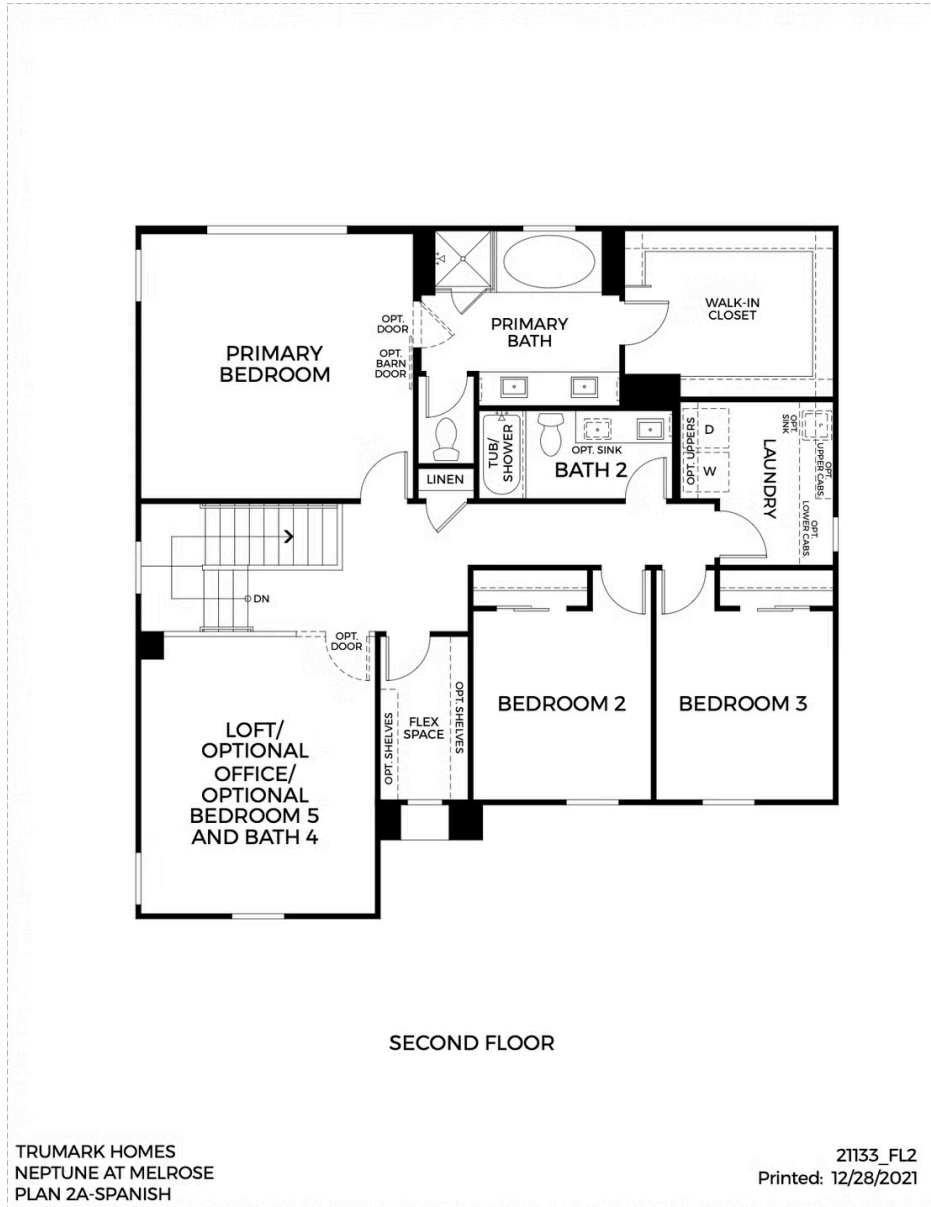 OPT.
DOOR
OPT.
BARN
DOOR
PRIMARY
BEDROOM
PRIMARY
BATH
WALK-IN
CLOSET
TUB/
SHOWER
OPT. SINK
BATH 2
LINEN
OPT. UPPERS
D
W
LAUNDRY
OPT.
SINK
OPT.
UPPER CABS.
OPT.
LOWER CABS.
DN
OPT.
DOOR
LOFT/
OPTIONAL
OFFICE/
OPTIONAL
BEDROOM 5
AND BATH 4
OPT. SHELVES
FLEX
SPACE
OPT. SHELVES
BEDROOM 2
BEDROOM 3
SECOND FLOOR
TRUMARK HOMES
NEPTUNE AT MELROSE
PLAN 2A-SPANISH
21133_FL2
Printed: 12/28/2021